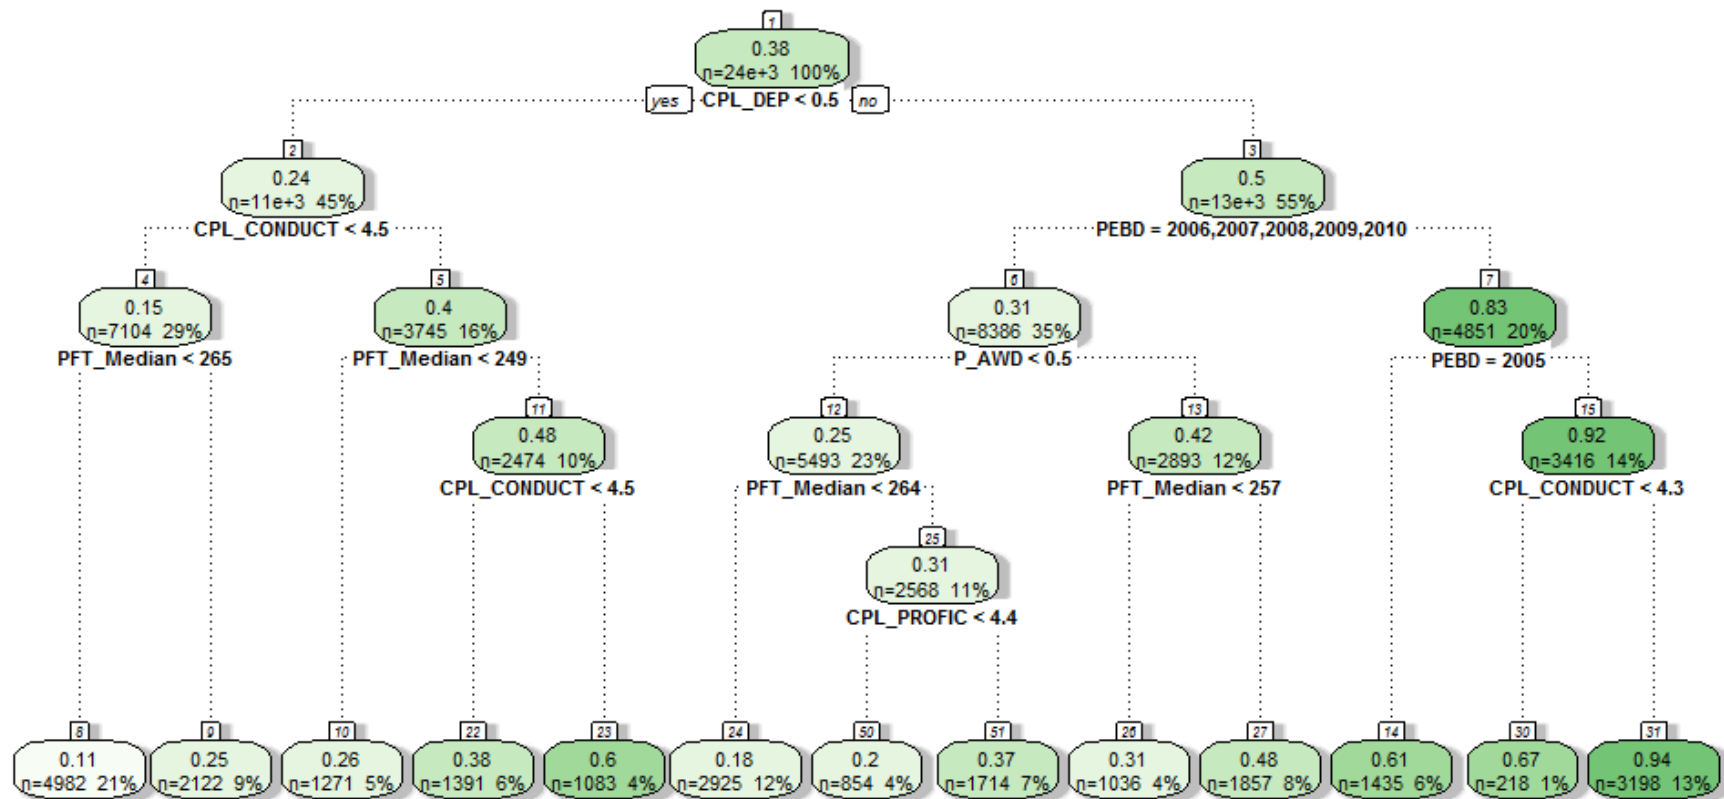 1
0.38
n=24e+3 100%
yes CPL_DEP < 0.5 no
2
0.24
n=11e+3 45%
CPL_CONDUCT < 4.5
3
0.5
n=13e+3 55%
PEBD = 2006,2007,2008,2009,2010
4
0.15
n=7104 29%
PFT_Median < 265
5
0.4
n=3745 16%
PFT_Median < 249
6
0.31
n=8386 35%
P_AWD < 0.5
7
0.83
n=4851 20%
PEBD = 2005
11
0.48
n=2474 10%
CPL_CONDUCT < 4.5
12
0.25
n=5493 23%
PFT_Median < 264
13
0.42
n=2893 12%
PFT_Median < 257
15
0.92
n=3416 14%
CPL_CONDUCT < 4.3
25
0.31
n=2568 11%
CPL_PROFIC < 4.4
8
0.11
n=4982 21%
9
0.25
n=2122 9%
10
0.26
n=1271 5%
22
0.38
n=1391 6%
23
0.6
n=1083 4%
24
0.18
n=2925 12%
50
0.2
n=854 4%
51
0.37
n=1714 7%
26
0.31
n=1036 4%
27
0.48
n=1857 8%
14
0.61
n=1435 6%
30
0.67
n=218 1%
31
0.94
n=3198 13%